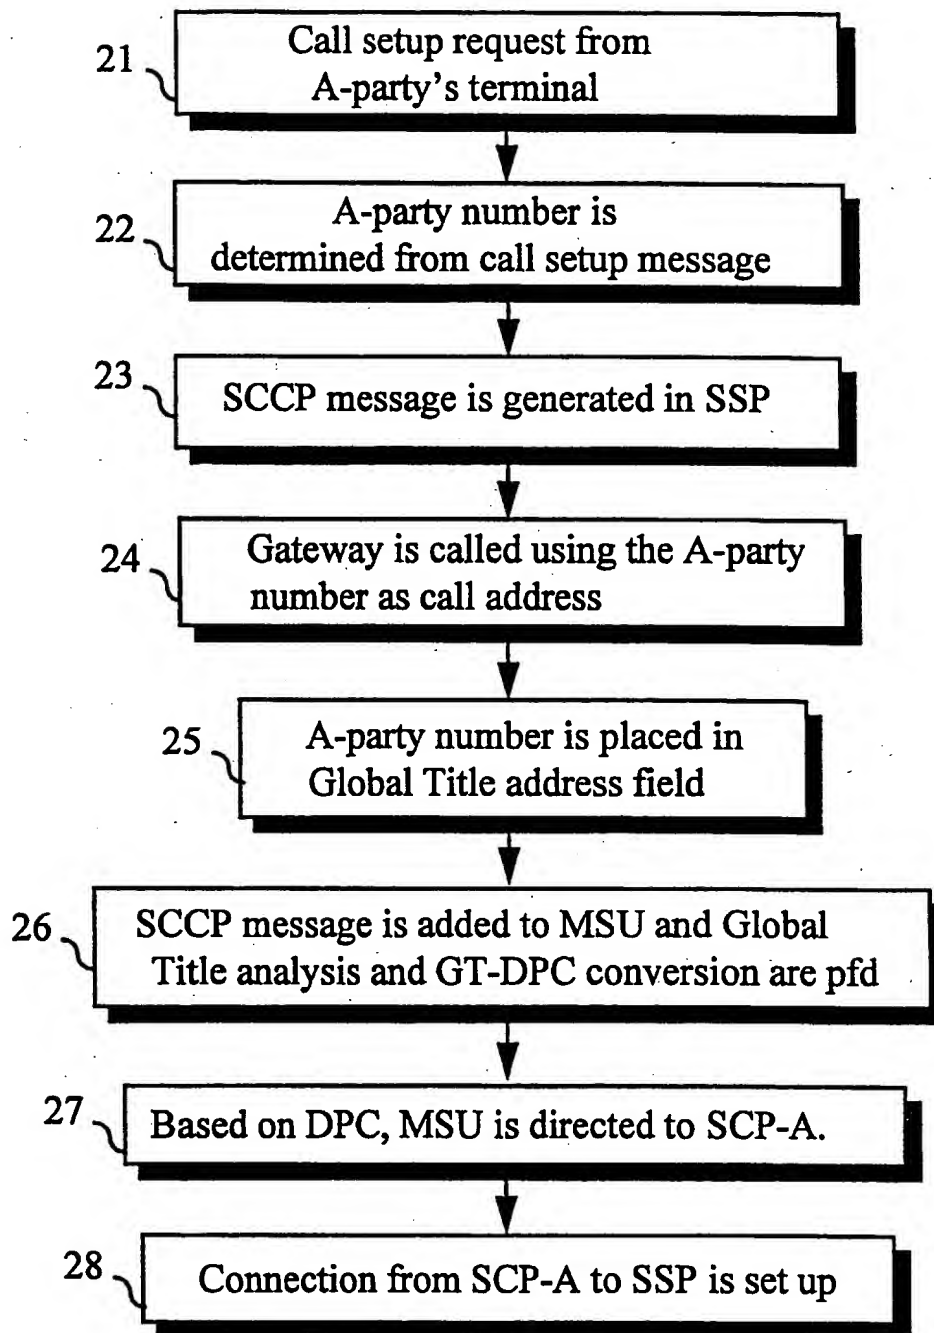 21
Call setup request from
A-party's terminal
22
A-party number is
determined from call setup message
23
SCCP message is generated in SSP
24
Gateway is called using the A-party
number as call address
25
A-party number is placed in
Global Title address field
26
SCCP message is added to MSU and Global
Title analysis and GT-DPC conversion are pfd
27
Based on DPC, MSU is directed to SCP-A.
28
Connection from SCP-A to SSP is set up